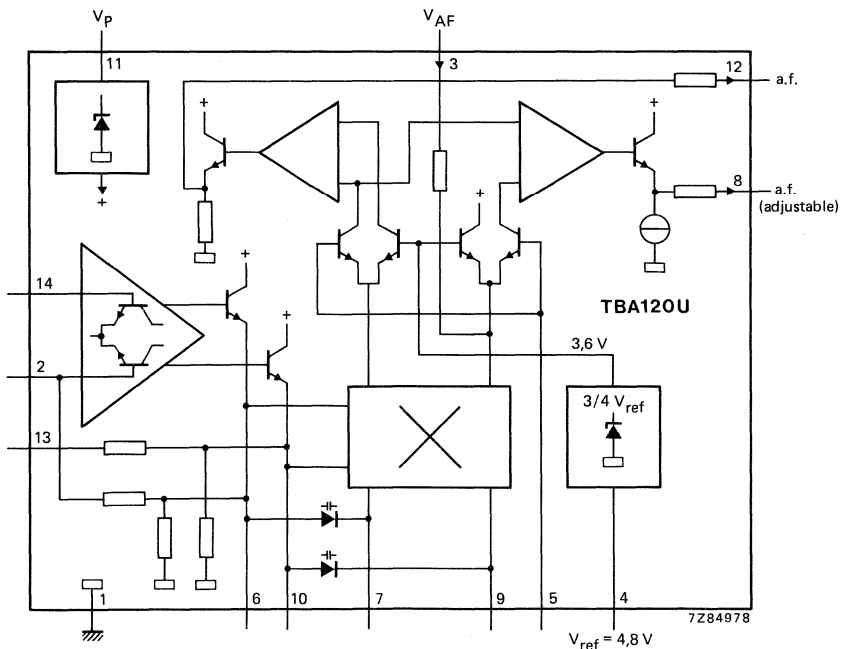 V_P
V_AF
11
3
12
a.f.
+
+
8
a.f.
(adjustable)
+
+
14
+
+
TBA120U
2
3,6 V
3/4 V_ref
13
1
6
10
7
9
5
4
7Z84978
V_ref = 4,8 V